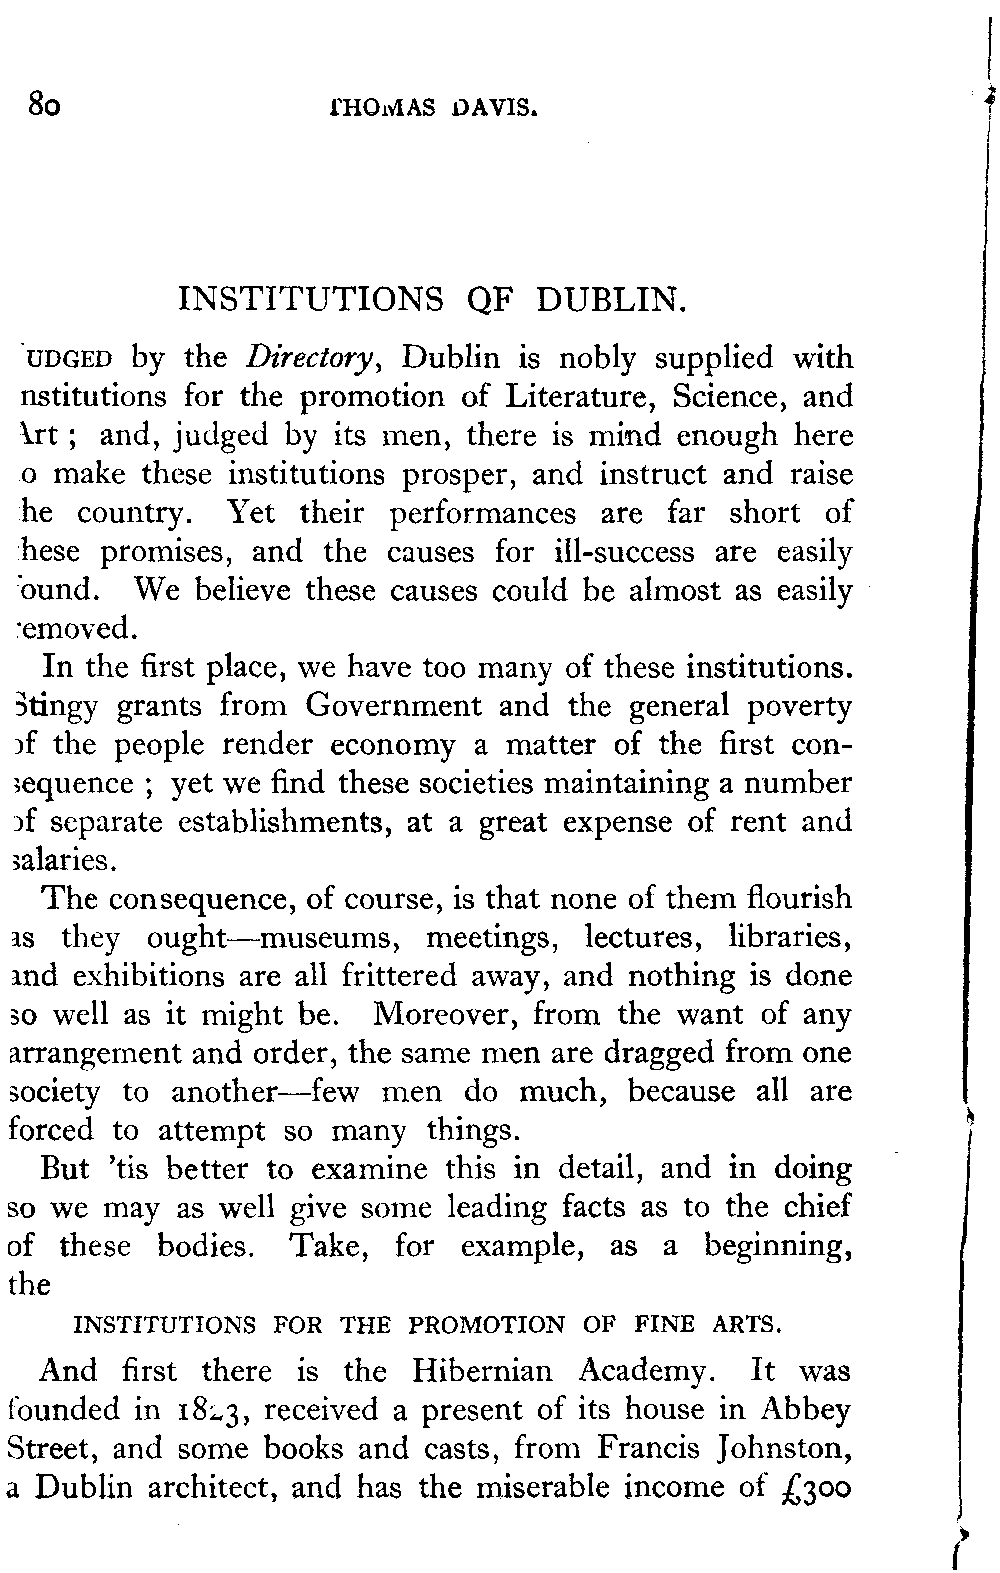 80 THOMAS DAVIS.
INSTITUTIONS OF DUBLIN.
JUDGED by the Directory, Dublin is nobly supplied with
institutions for the promotion of Literature, Science, and
Art ; and, judged by its men, there is mind enough here
to make these institutions prosper, and instruct and raise
the country. Yet their performances are far short of
these promises, and the causes for ill-success are easily
found. We believe these causes could be almost as easily
removed.
In the first place, we have too many of these institutions.
Stingy grants from Government and the general poverty
of the people render economy a matter of the first con-
sequence ; yet we find these societies maintaining a number
of separate establishments, at a great expense of rent and
salaries.
The consequence, of course, is that none of them flourish
as they ought—museums, meetings, lectures, libraries,
and exhibitions are all frittered away, and nothing is done
so well as it might be. Moreover, from the want of any
arrangement and order, the same men are dragged from one
society to another—few men do much, because all are
forced to attempt so many things.
But 'tis better to examine this in detail, and in doing
so we may as well give some leading facts as to the chief
of these bodies. Take, for example, as a beginning,
the
INSTITUTIONS FOR THE PROMOTION OF FINE ARTS.
And first there is the Hibernian Academy. It was
founded in 1823, received a present of its house in Abbey
Street, and some books and casts, from Francis Johnston,
a Dublin architect, and has the miserable income of £300